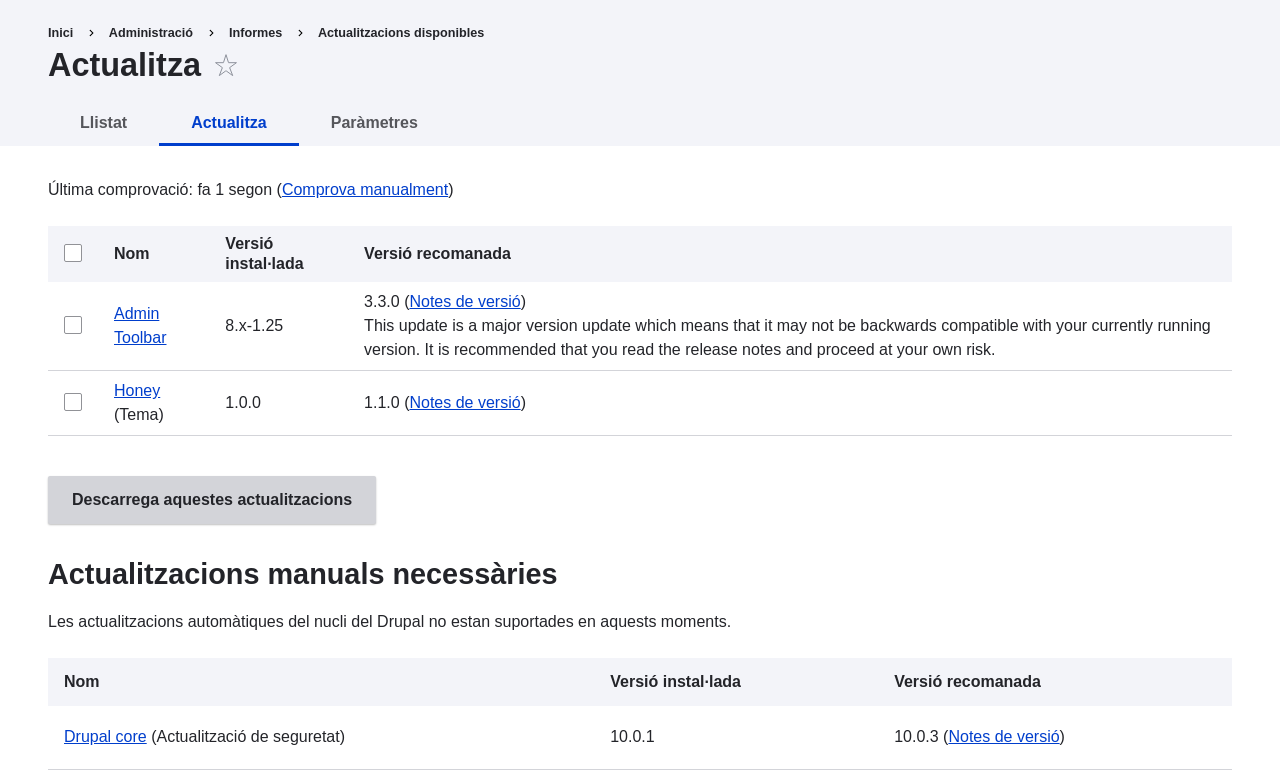 Inici › Administració › Informes › Actualitzacions disponibles
Actualitza ☆
Llistat Actualitza Paràmetres
Última comprovació: fa 1 segon (Comprova manualment)
Nom Versió instal·lada Versió recomanada
Admin Toolbar 8.x-1.25 3.3.0 (Notes de versió)
This update is a major version update which means that it may not be backwards compatible with your currently running
version. It is recommended that you read the release notes and proceed at your own risk.
Honey (Tema) 1.0.0 1.1.0 (Notes de versió)
Descarrega aquestes actualitzacions
Actualitzacions manuals necessàries
Les actualitzacions automàtiques del nucli del Drupal no estan suportades en aquests moments.
Nom Versió instal·lada Versió recomanada
Drupal core (Actualització de seguretat) 10.0.1 10.0.3 (Notes de versió)